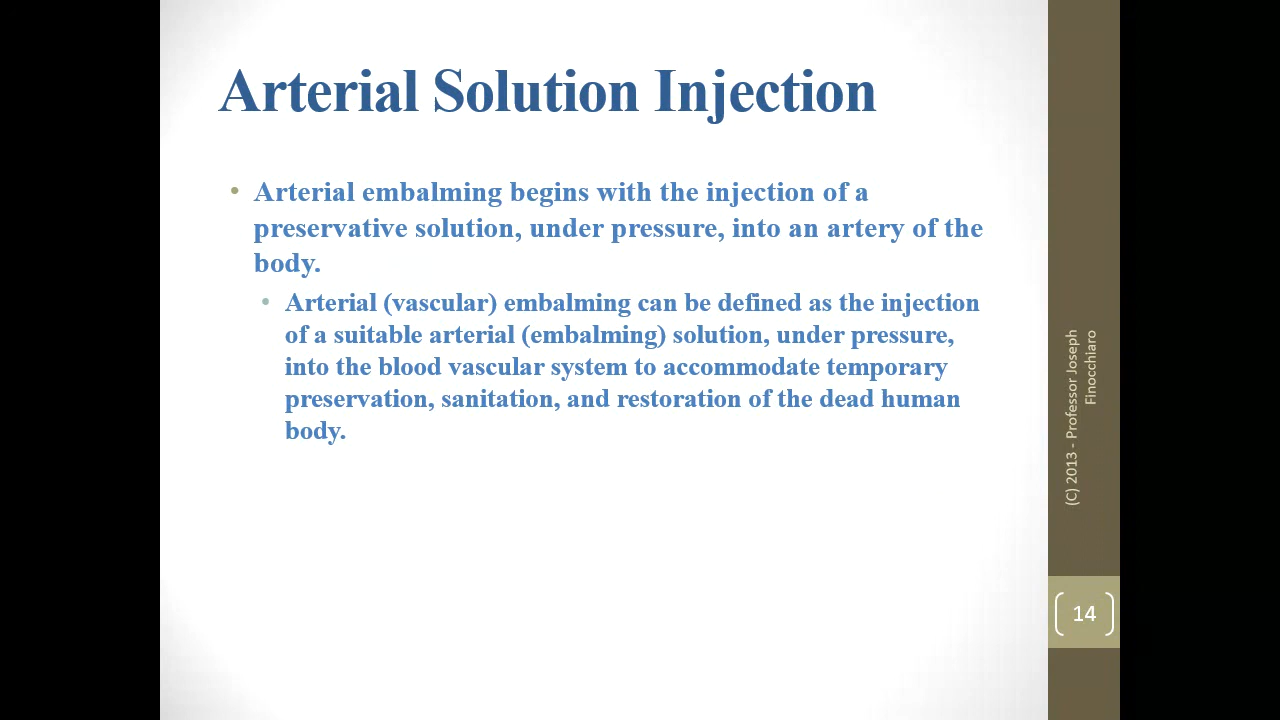 Arterial Solution Injection
• Arterial embalming begins with the injection of a
preservative solution, under pressure, into an artery of the
body.
• Arterial (vascular) embalming can be defined as the injection
of a suitable arterial (embalming) solution, under pressure,
into the blood vascular system to accommodate temporary
preservation, sanitation, and restoration of the dead human
body.
(C) 2013 - Professor Joseph
Finocchiaro
14